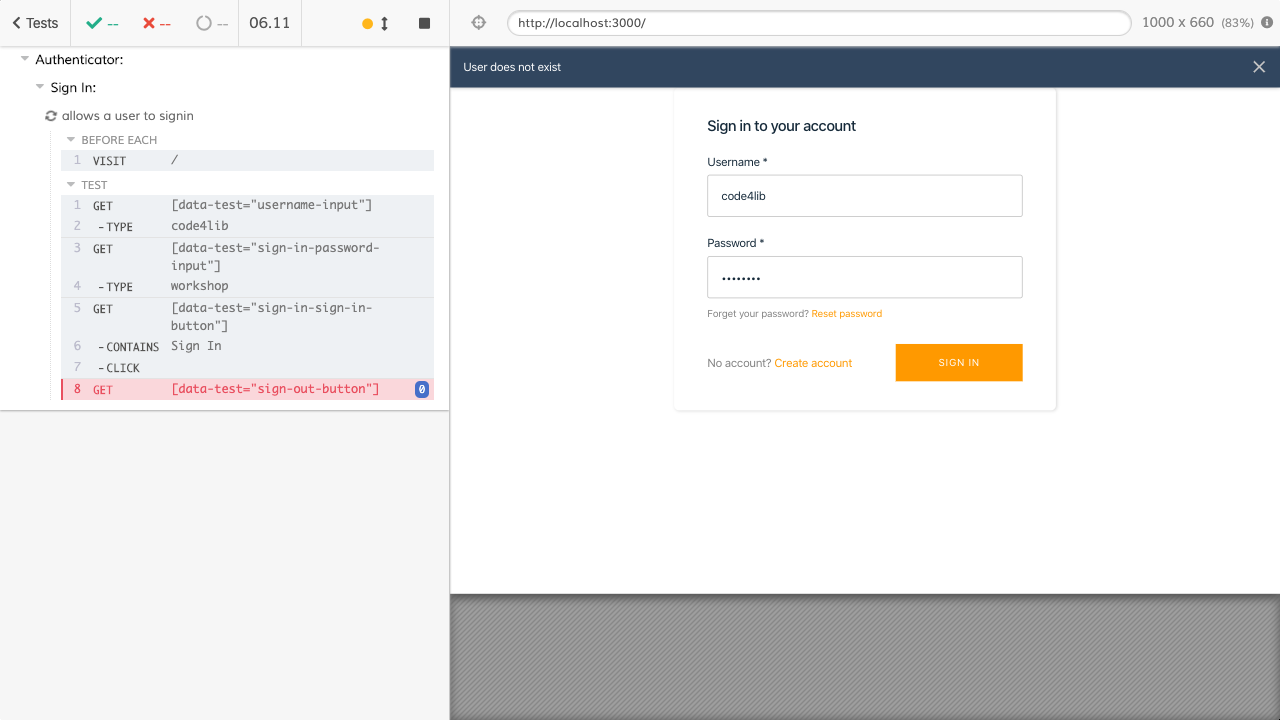 Tests
--
--
--
06.11
http://localhost:3000/
1000 x 660 (83%)
Authenticator:
Sign In:
allows a user to signin
BEFORE EACH
1 VISIT /
TEST
1 GET [data-test="username-input"]
2 -TYPE code4lib
3 GET [data-test="sign-in-password-
input"]
4 -TYPE workshop
5 GET [data-test="sign-in-sign-in-
button"]
6 -CONTAINS Sign In
7 -CLICK
8 GET [data-test="sign-out-button"] 0
User does not exist
Sign in to your account
Username *
code4lib
Password *
••••••••
Forget your password? Reset password
No account? Create account
SIGN IN